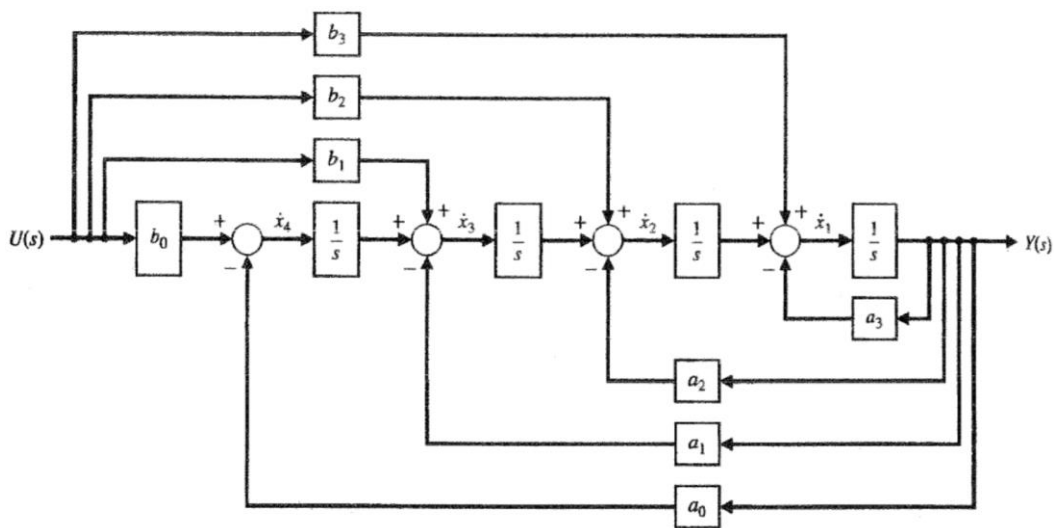 b₃
b₂
b₁
U(s) b₀ + − ẋ₄ 1/s + + − ẋ₃ 1/s + + − ẋ₂ 1/s + + − ẋ₁ 1/s Y(s)
a₃
a₂
a₁
a₀